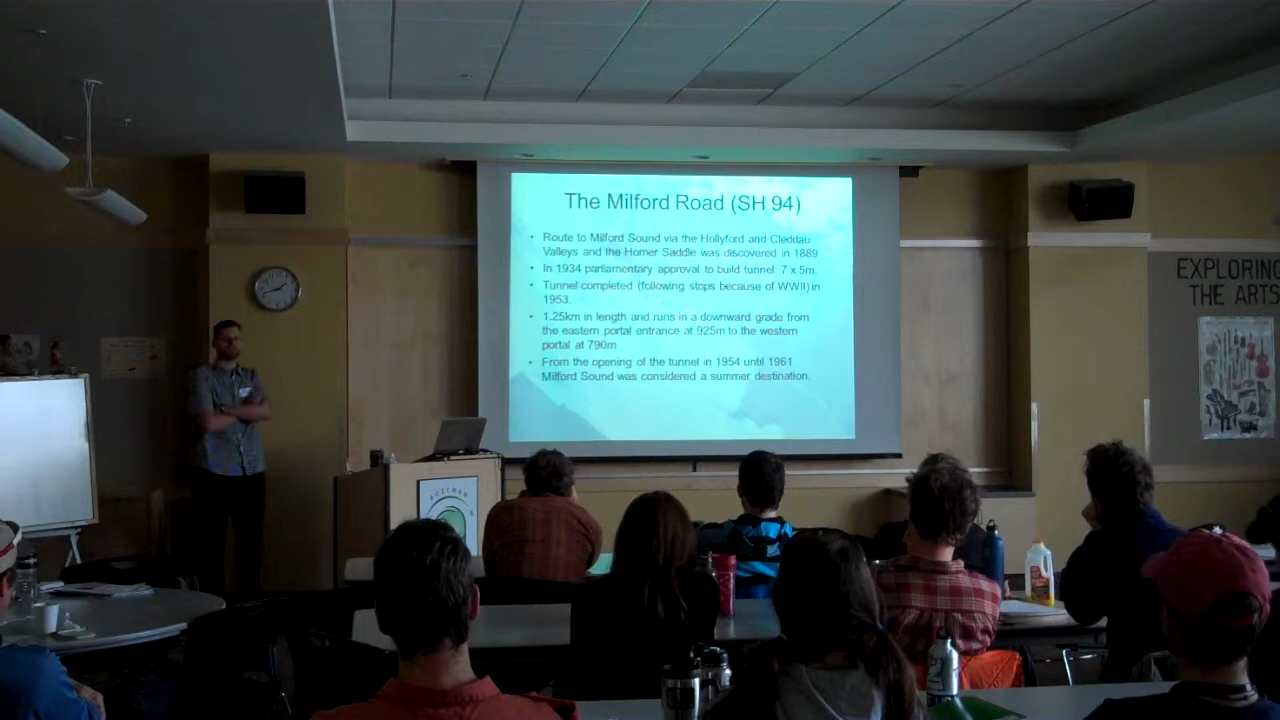 The Milford Road (SH 94)
• Route to Milford Sound via the Hollyford and Cleddau
Valleys and the Homer Saddle was discovered in 1889
• In 1934 parliamentary approval to build tunnel: 7 x 5m.
• Tunnel completed (following stops because of WWII) in
1953.
• 1.25km in length and runs in a downward grade from
the eastern portal entrance at 925m to the western
portal at 790m
• From the opening of the tunnel in 1954 until 1961
Milford Sound was considered a summer destination.
EXPLORING
THE ARTS
BOZEMAN